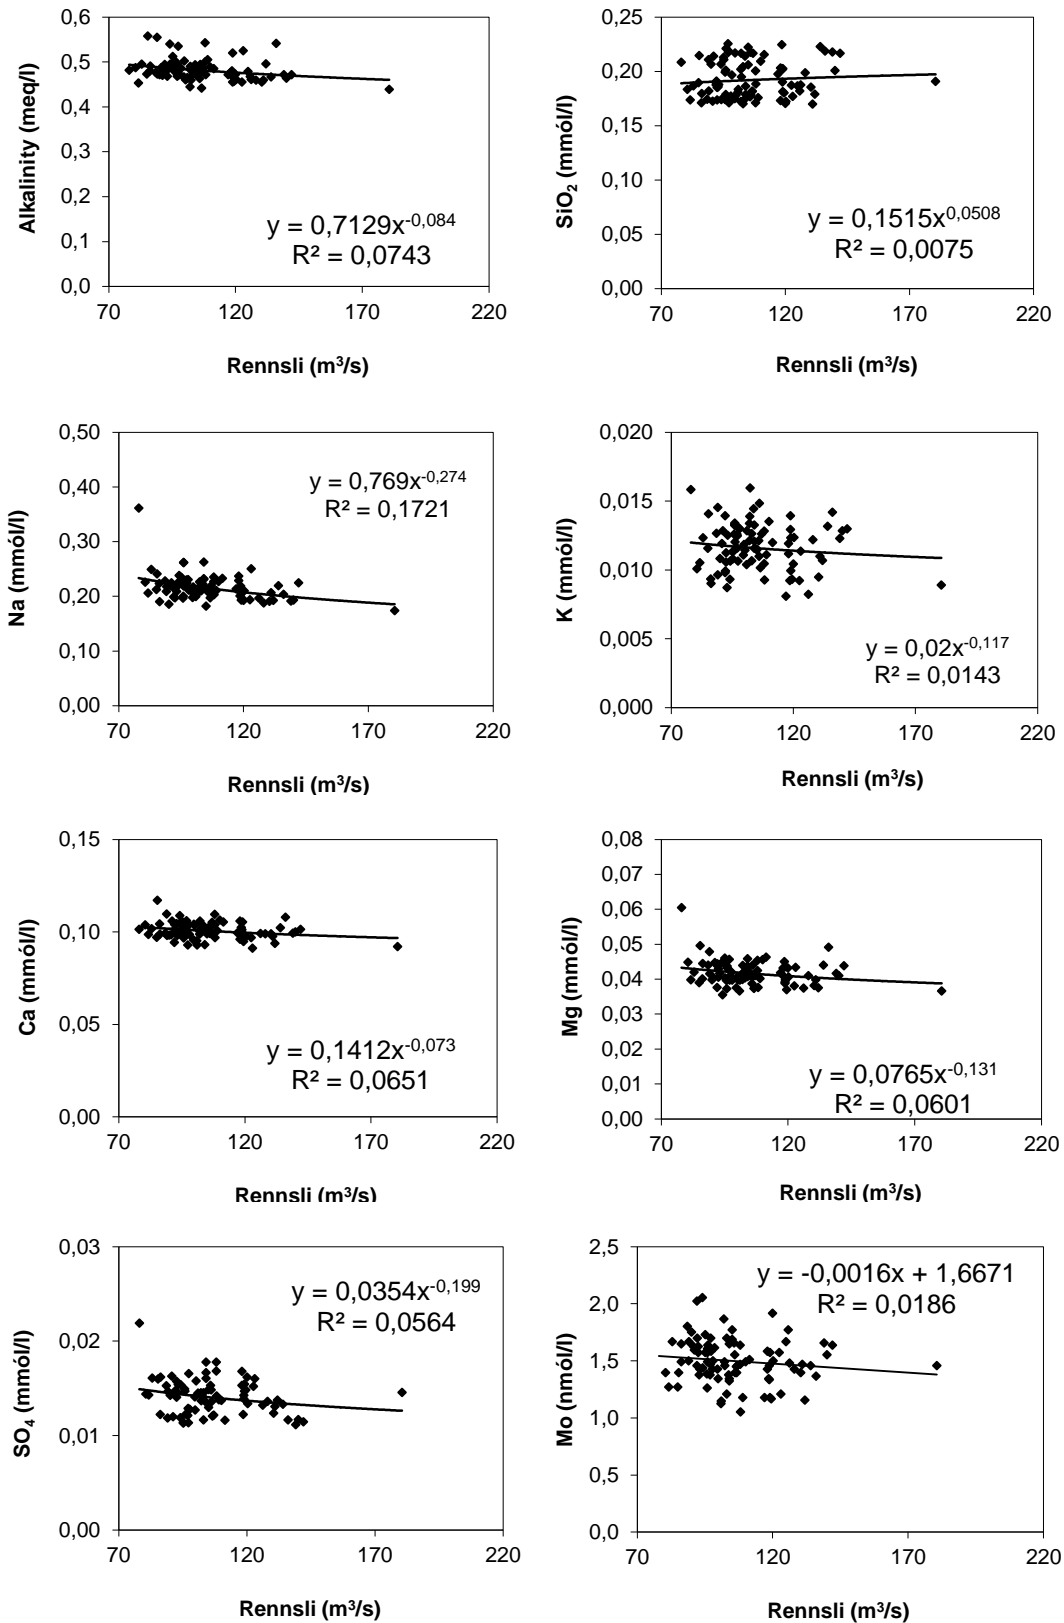 0,6
0,5
0,4
0,3
0,2
0,1
0,0
Alkalinity (meq/l)
y = 0,7129x^-0,084
R² = 0,0743
70 120 170 220
Rennsli (m³/s)
0,25
0,20
0,15
0,10
0,05
0,00
SiO₂ (mmól/l)
y = 0,1515x^0,0508
R² = 0,0075
70 120 170 220
Rennsli (m³/s)
0,50
0,40
0,30
0,20
0,10
0,00
Na (mmól/l)
y = 0,769x^-0,274
R² = 0,1721
70 120 170 220
Rennsli (m³/s)
0,020
0,015
0,010
0,005
0,000
K (mmól/l)
y = 0,02x^-0,117
R² = 0,0143
70 120 170 220
Rennsli (m³/s)
0,15
0,10
0,05
0,00
Ca (mmól/l)
y = 0,1412x^-0,073
R² = 0,0651
70 120 170 220
Rennsli (m³/s)
0,08
0,07
0,06
0,05
0,04
0,03
0,02
0,01
0,00
Mg (mmól/l)
y = 0,0765x^-0,131
R² = 0,0601
70 120 170 220
Rennsli (m³/s)
0,03
0,02
0,01
0,00
SO₄ (mmól/l)
y = 0,0354x^-0,199
R² = 0,0564
70 120 170 220
Rennsli (m³/s)
2,5
2,0
1,5
1,0
0,5
0,0
Mo (nmól/l)
y = -0,0016x + 1,6671
R² = 0,0186
70 120 170 220
Rennsli (m³/s)